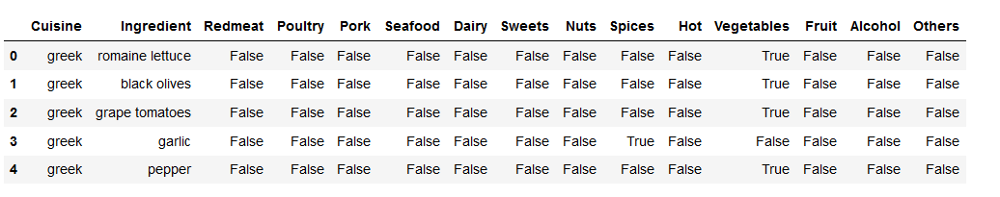 Cuisine Ingredient Redmeat Poultry Pork Seafood Dairy Sweets Nuts Spices Hot Vegetables Fruit Alcohol Others
0 greek romaine lettuce False False False False False False False False False True False False False
1 greek black olives False False False False False False False False False True False False False
2 greek grape tomatoes False False False False False False False False False True False False False
3 greek garlic False False False False False False False True False False False False False
4 greek pepper False False False False False False False False False True False False False